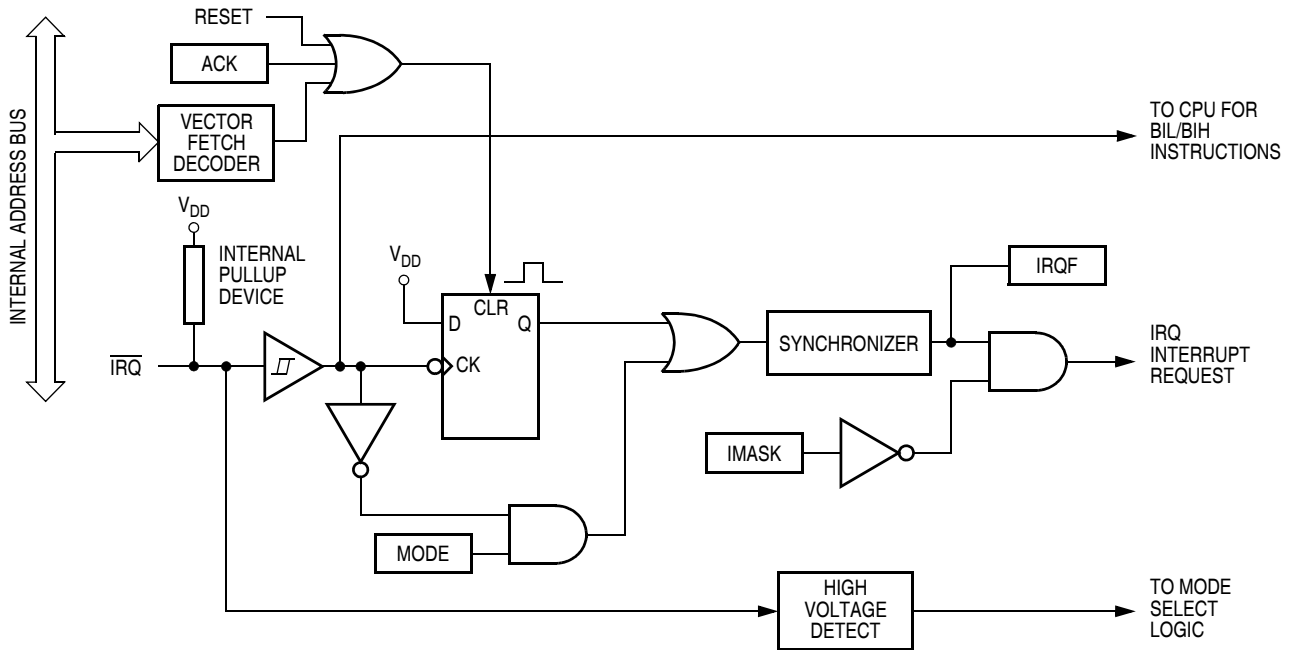 RESET
ACK
VECTOR
FETCH
DECODER
INTERNAL ADDRESS BUS
TO CPU FOR
BIL/BIH
INSTRUCTIONS
VDD
INTERNAL
PULLUP
DEVICE
VDD
CLR
D
Q
CK
IRQ
SYNCHRONIZER
IRQF
IRQ
INTERRUPT
REQUEST
IMASK
MODE
HIGH
VOLTAGE
DETECT
TO MODE
SELECT
LOGIC